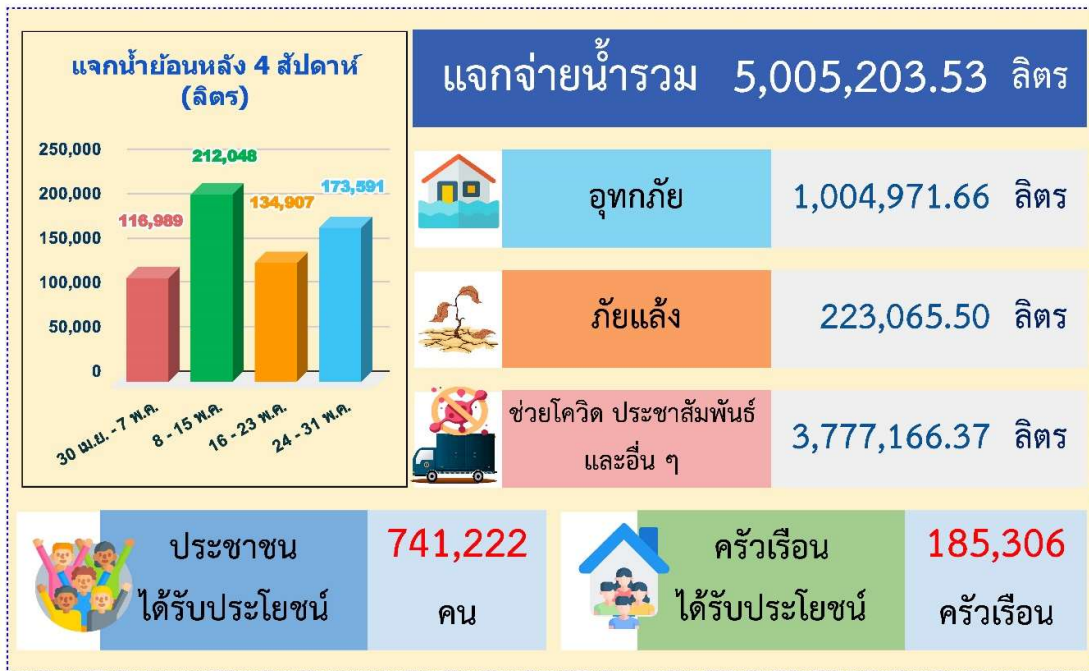 แจกน้ำย้อนหลัง 4 สัปดาห์
(ลิตร)
250,000
200,000
150,000
100,000
50,000
0
116,989
212,048
134,907
173,591
30 เม.ย. - 7 พ.ค.
8 - 15 พ.ค.
16 - 23 พ.ค.
24 - 31 พ.ค.
แจกจ่ายน้ำรวม 5,005,203.53 ลิตร
อุทกภัย 1,004,971.66 ลิตร
ภัยแล้ง 223,065.50 ลิตร
ช่วยโควิด ประชาสัมพันธ์
และอื่น ๆ
3,777,166.37 ลิตร
ประชาชน
ได้รับประโยชน์
741,222
คน
ครัวเรือน
ได้รับประโยชน์
185,306
ครัวเรือน